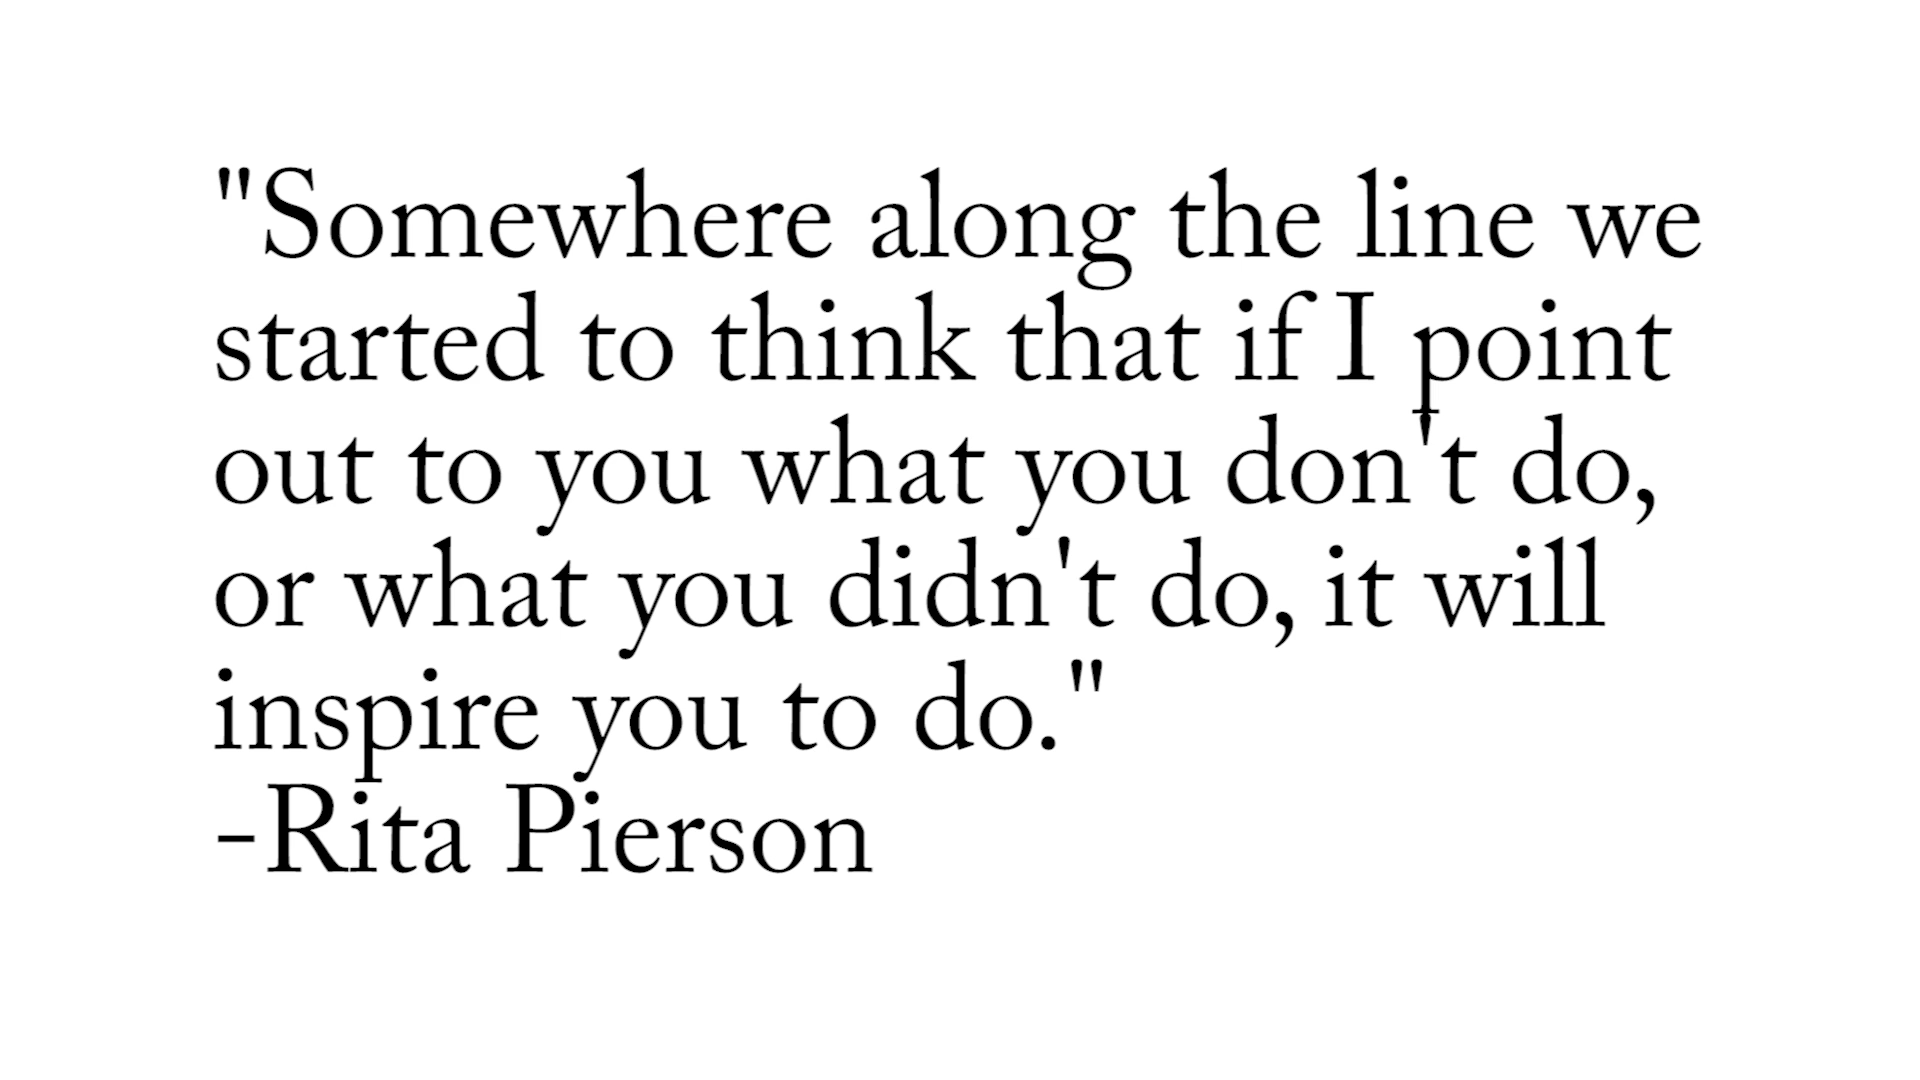 "Somewhere along the line we
started to think that if I point
out to you what you don't do,
or what you didn't do, it will
inspire you to do."
-Rita Pierson